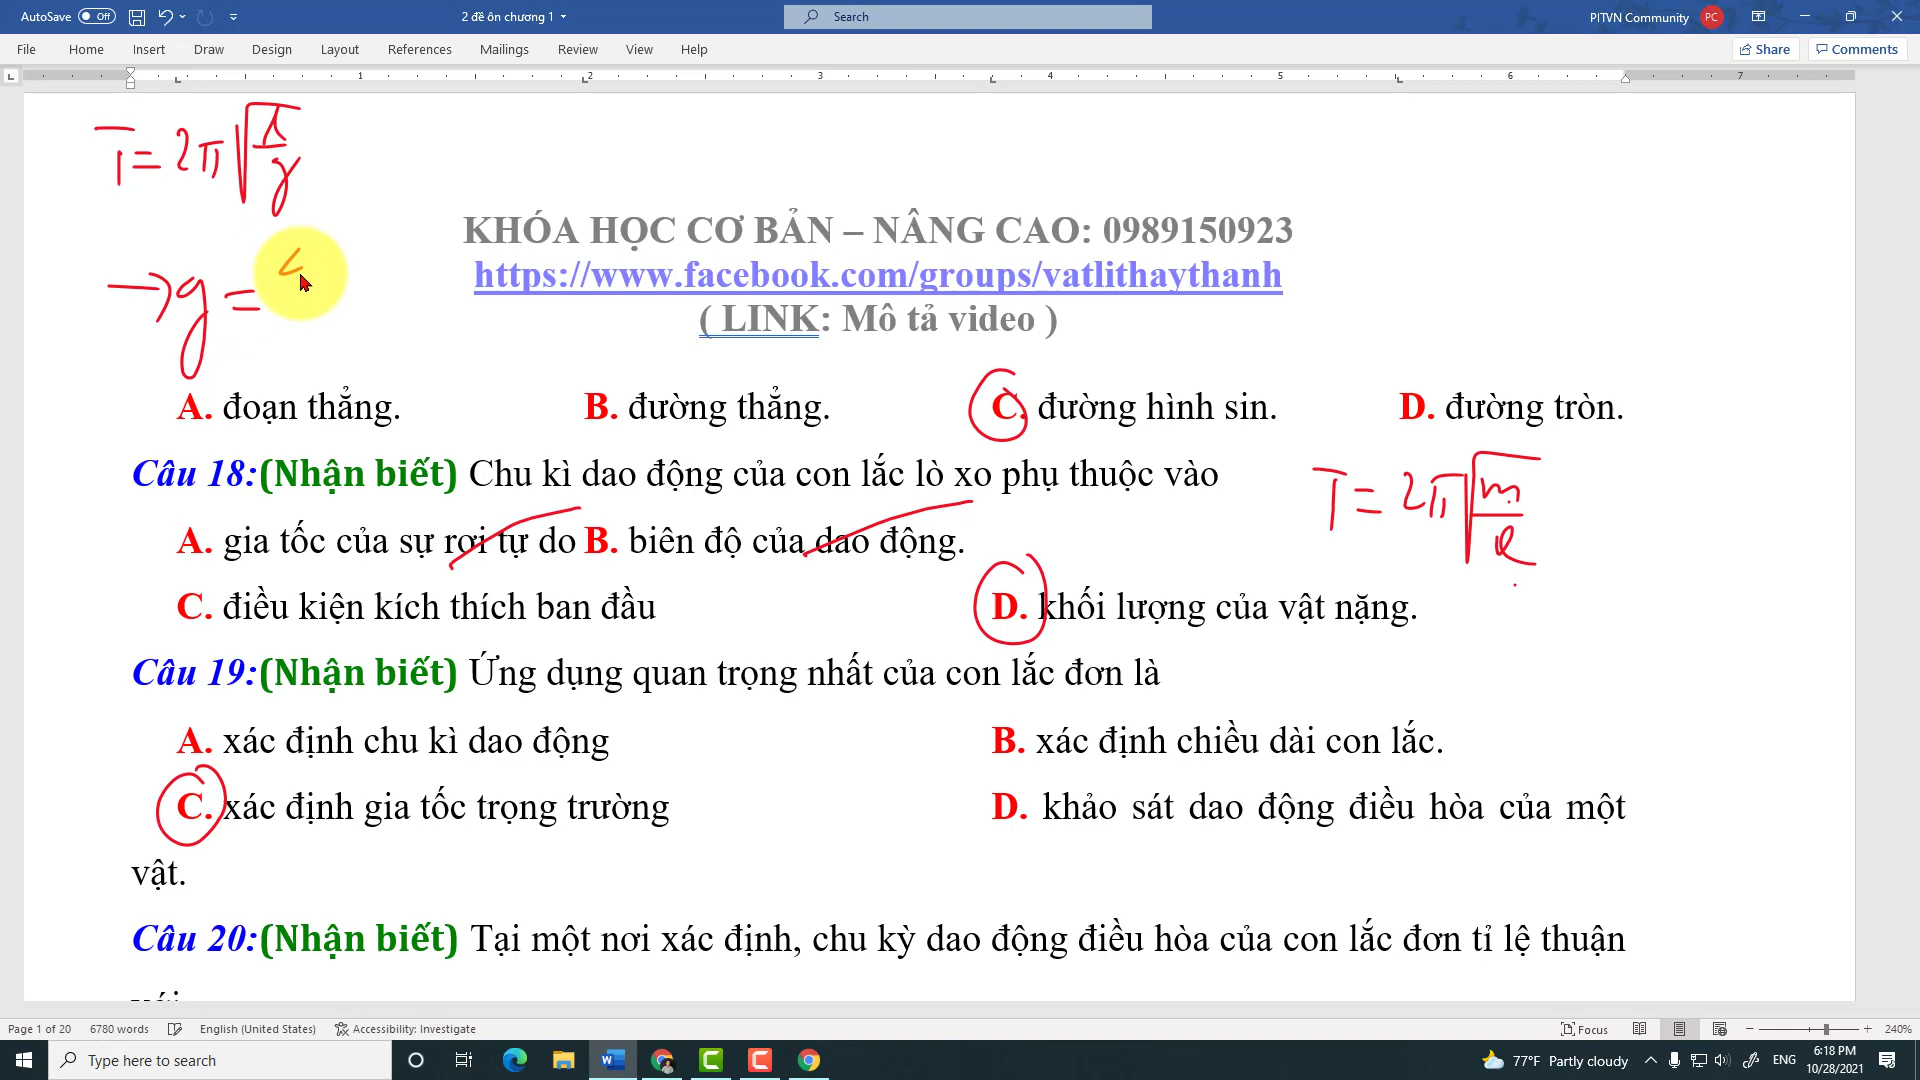 AutoSave Off 2 đề ôn chương 1 Search PITVN Community PC
File Home Insert Draw Design Layout References Mailings Review View Help Share Comments
1 2 3 4 5 6 7
T = 2π√(l/g)
KHÓA HỌC CƠ BẢN – NÂNG CAO: 0989150923
https://www.facebook.com/groups/vatlithaythanh
→ g =
( LINK: Mô tả video )
A. đoạn thẳng. B. đường thẳng. C. đường hình sin. D. đường tròn.
Câu 18:(Nhận biết) Chu kì dao động của con lắc lò xo phụ thuộc vào
T = 2π√(m/k)
A. gia tốc của sự rơi tự do B. biên độ của dao động.
C. điều kiện kích thích ban đầu D. khối lượng của vật nặng.
Câu 19:(Nhận biết) Ứng dụng quan trọng nhất của con lắc đơn là
A. xác định chu kì dao động B. xác định chiều dài con lắc.
C. xác định gia tốc trọng trường D. khảo sát dao động điều hòa của một
vật.
Câu 20:(Nhận biết) Tại một nơi xác định, chu kỳ dao động điều hòa của con lắc đơn tỉ lệ thuận
Page 1 of 20 6780 words English (United States) Accessibility: Investigate Focus 240%
Type here to search 77°F Partly cloudy ENG 6:18 PM
10/28/2021